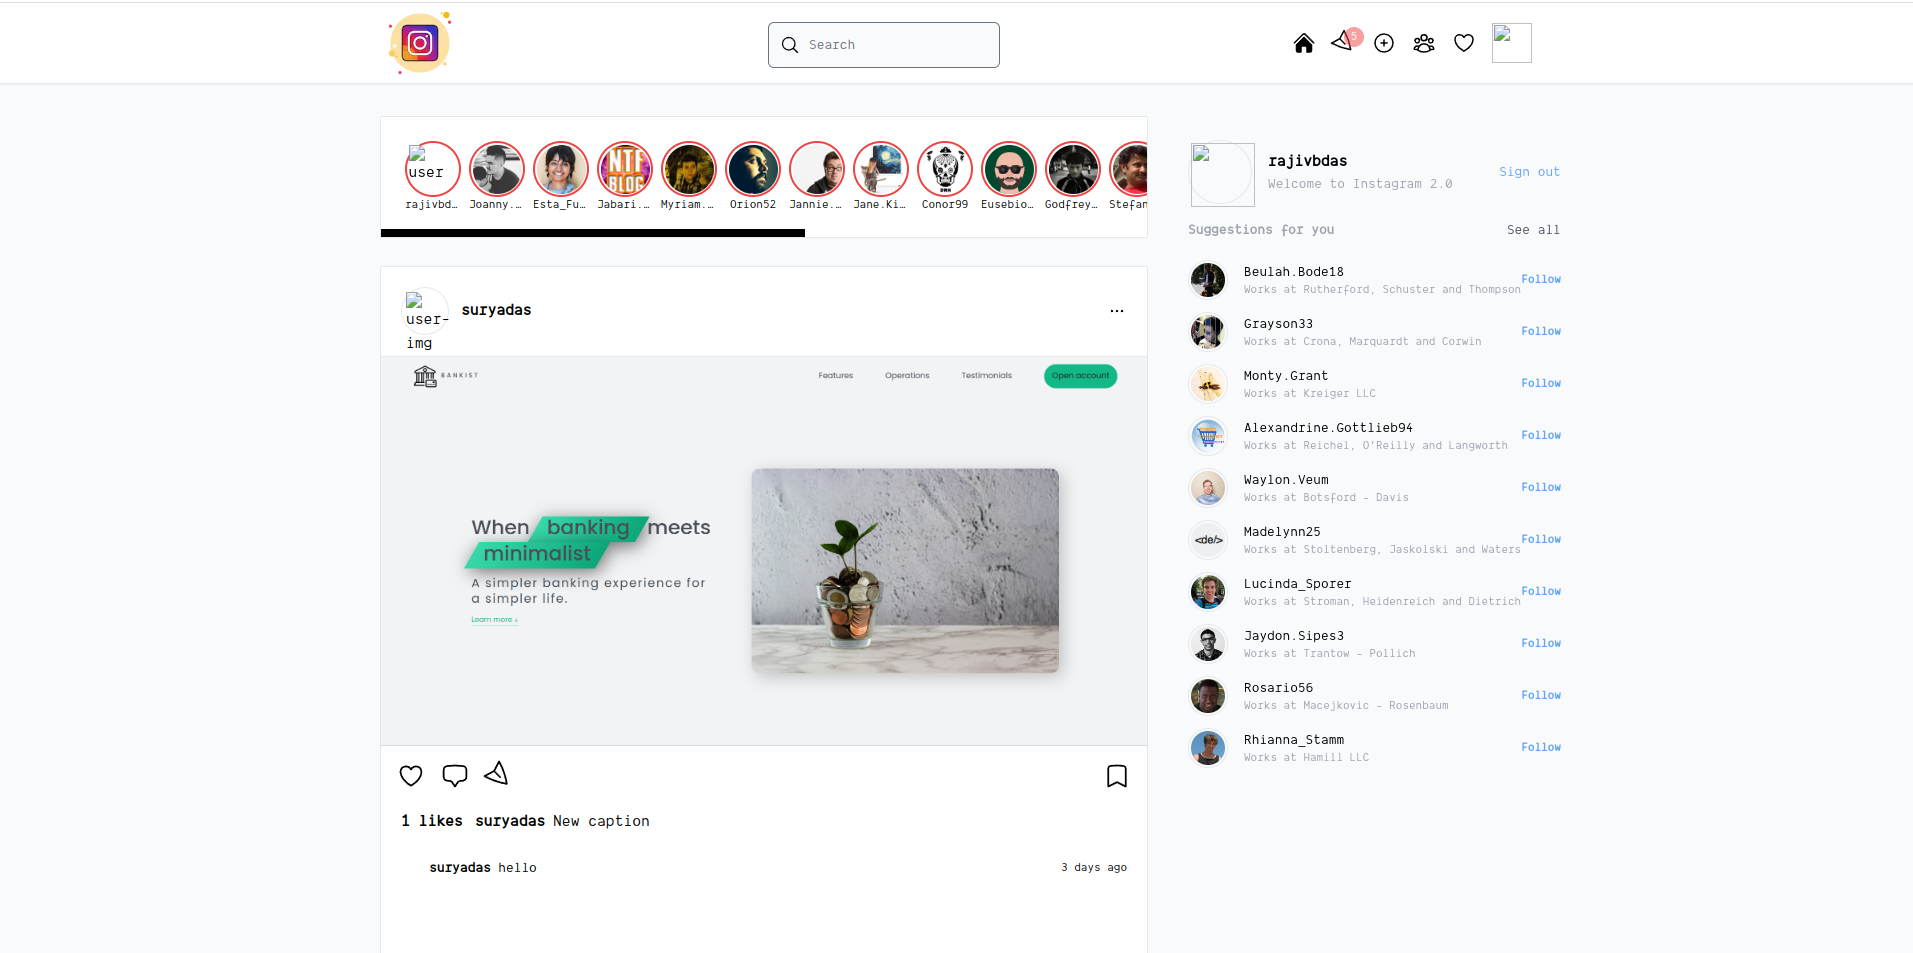 Search
5
user
rajivbd...
Joanny....
Esta_Fu...
NTF
BLOG
Jabari....
Myriam....
Orion52
Jannie....
Jane.Ki...
Conor99
Eusebio...
Godfrey...
Stefan
rajivbdas
Welcome to Instagram 2.0
Sign out
Suggestions for you
See all
Beulah.Bode18
Works at Rutherford, Schuster and Thompson
Follow
Grayson33
Works at Crona, Marquardt and Corwin
Follow
Monty.Grant
Works at Kreiger LLC
Follow
Alexandrine.Gottlieb94
Works at Reichel, O'Reilly and Langworth
Follow
Waylon.Veum
Works at Botsford - Davis
Follow
<de/>
Madelynn25
Works at Stoltenberg, Jaskolski and Waters
Follow
Lucinda_Sporer
Works at Stroman, Heidenreich and Dietrich
Follow
Jaydon.Sipes3
Works at Trantow - Pollich
Follow
Rosario56
Works at Macejkovic - Rosenbaum
Follow
Rhianna_Stamm
Works at Hamill LLC
Follow
user-
img
suryadas
...
BANKIST
Features
Operations
Testimonials
Open account
When banking meets
minimalist
A simpler banking experience for
a simpler life.
Learn more ↓
1 likes suryadas New caption
suryadas hello
3 days ago